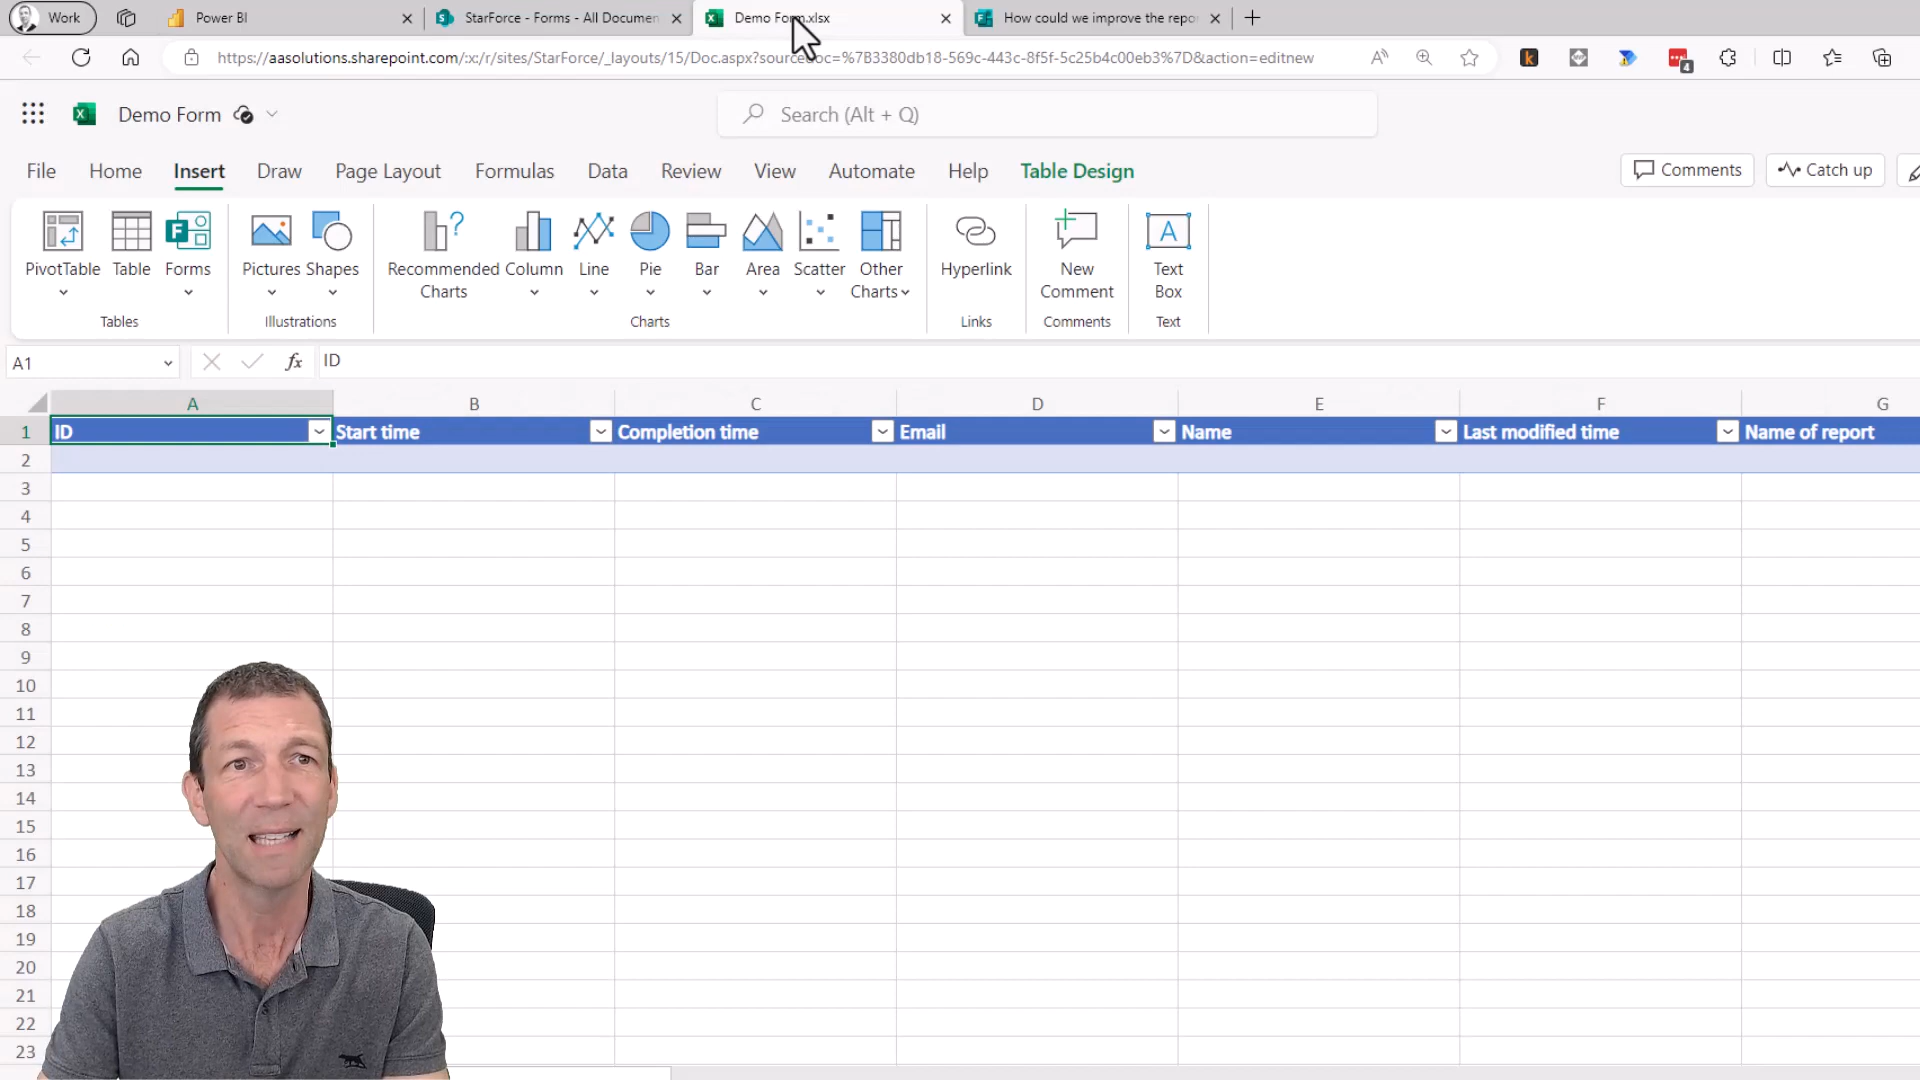 Work
Power BI
StarForce - Forms - All Documen
Demo Form.xlsx
How could we improve the repo
https://aasolutions.sharepoint.com/:x:/r/sites/StarForce/_layouts/15/Doc.aspx?sourcedoc=%7B3380db18-569c-443c-8f5f-5c25b4c00eb3%7D&action=editnew
4
Demo Form
Search (Alt + Q)
File Home Insert Draw Page Layout Formulas Data Review View Automate Help Table Design
Comments Catch up
PivotTable Table Forms Pictures Shapes Recommended Charts Column Line Pie Bar Area Scatter Other Charts Hyperlink New Comment Text Box
Tables Illustrations Charts Links Comments Text
A1 fx ID
A B C D E F G
1 ID Start time Completion time Email Name Last modified time Name of report
2
3
4
5
6
7
8
9
10
11
12
13
14
15
16
17
18
19
20
21
22
23